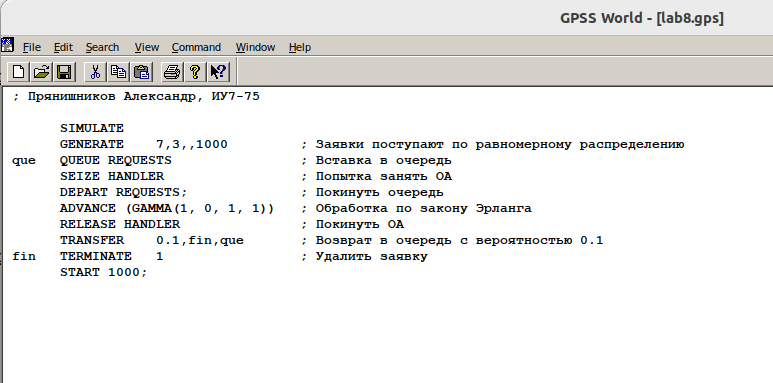 GPSS World - [lab8.gps]
File Edit Search View Command Window Help
; Прянишников Александр, ИУ7-75
SIMULATE
GENERATE 7,3,,1000 ; Заявки поступают по равномерному распределению
que QUEUE REQUESTS ; Вставка в очередь
SEIZE HANDLER ; Попытка занять ОА
DEPART REQUESTS; ; Покинуть очередь
ADVANCE (GAMMA(1, 0, 1, 1)) ; Обработка по закону Эрланга
RELEASE HANDLER ; Покинуть ОА
TRANSFER 0.1,fin,que ; Возврат в очередь с вероятностью 0.1
fin TERMINATE 1 ; Удалить заявку
START 1000;